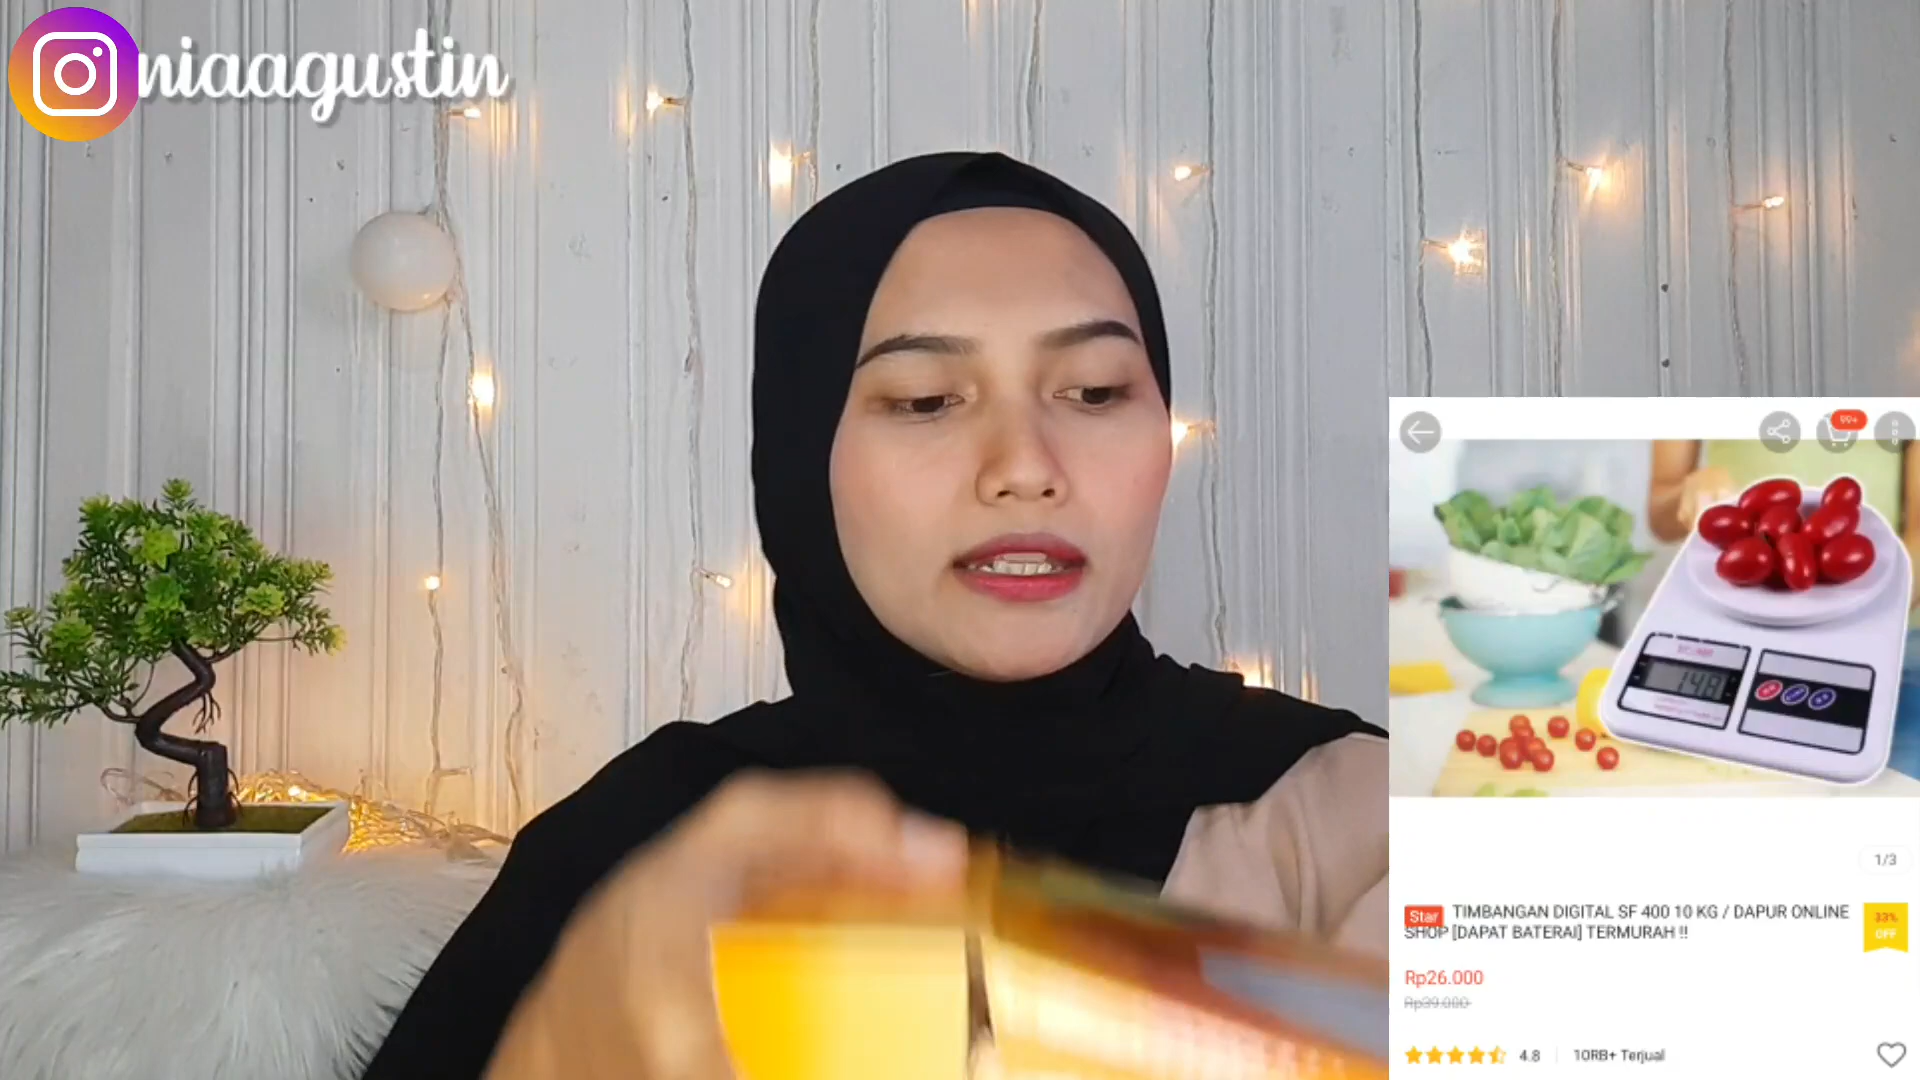 niaagustin
99+
148
1/3
Star TIMBANGAN DIGITAL SF 400 10 KG / DAPUR ONLINE
SHOP [DAPAT BATERAI] TERMURAH !!
33%
OFF
Rp26.000
Rp39.000
4.8
10RB+ Terjual